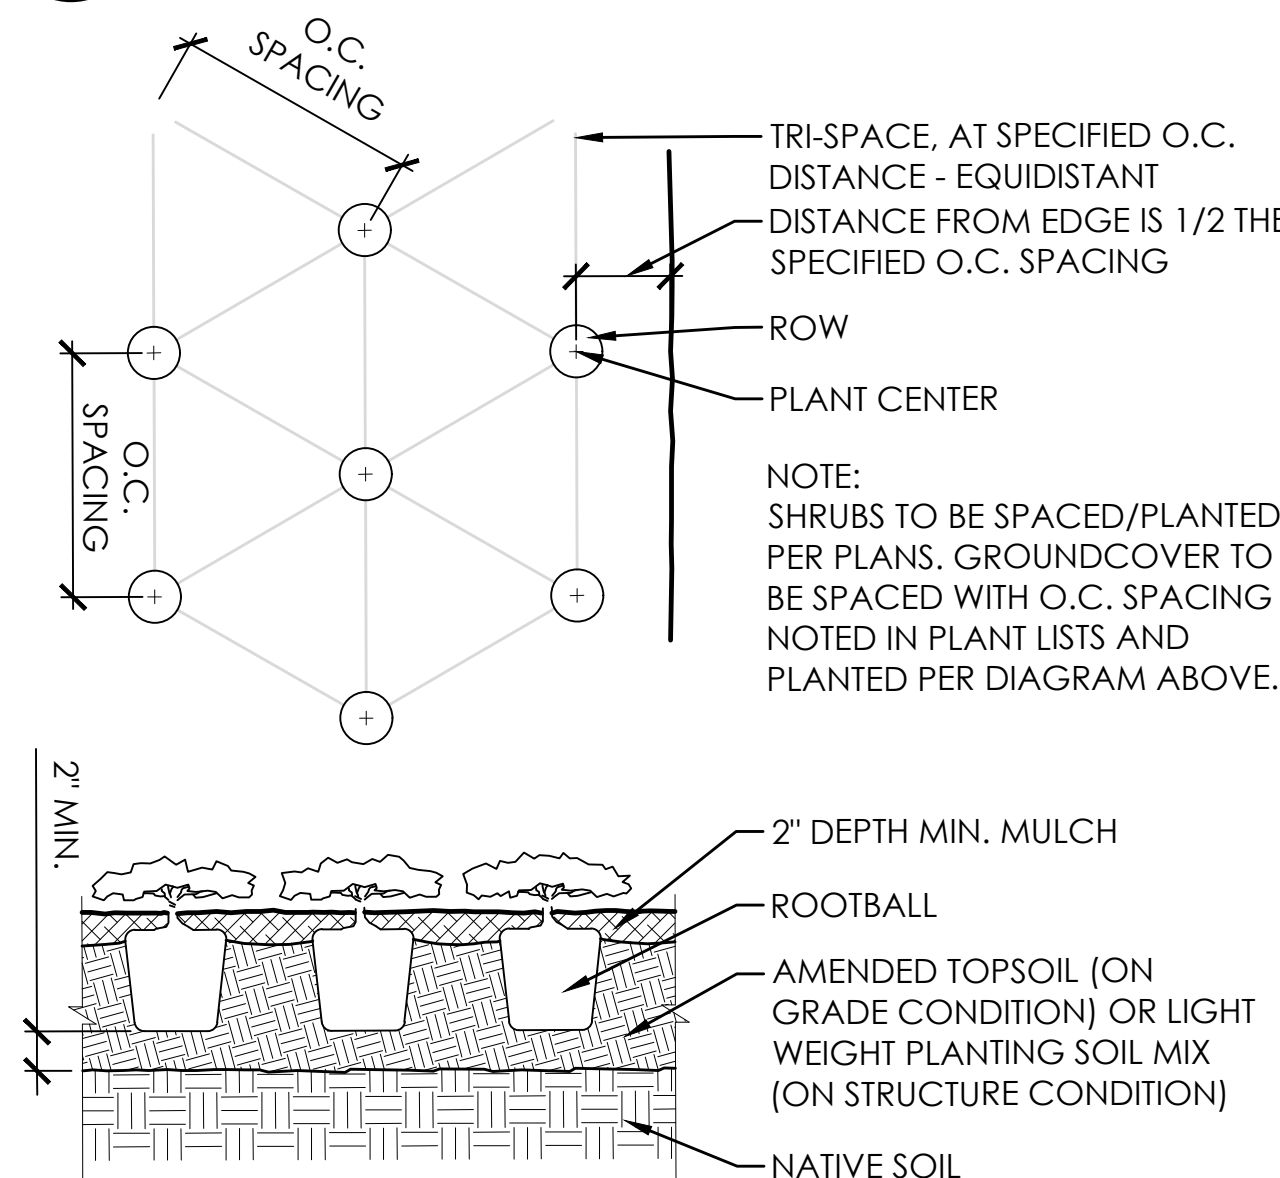 O.C.
SPACING
TRI-SPACE, AT SPECIFIED O.C.
DISTANCE - EQUIDISTANT
DISTANCE FROM EDGE IS 1/2 THE
SPECIFIED O.C. SPACING
ROW
PLANT CENTER
O.C.
SPACING
NOTE:
SHRUBS TO BE SPACED/PLANTED
PER PLANS. GROUNDCOVER TO
BE SPACED WITH O.C. SPACING
NOTED IN PLANT LISTS AND
PLANTED PER DIAGRAM ABOVE.
2" MIN.
2" DEPTH MIN. MULCH
ROOTBALL
AMENDED TOPSOIL (ON
GRADE CONDITION) OR LIGHT
WEIGHT PLANTING SOIL MIX
(ON STRUCTURE CONDITION)
NATIVE SOIL